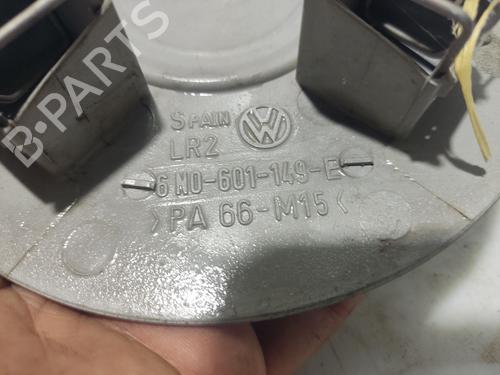 B-PARTS
SPAIN
LR2
6N0-601-149-E
>PA 66-M15<